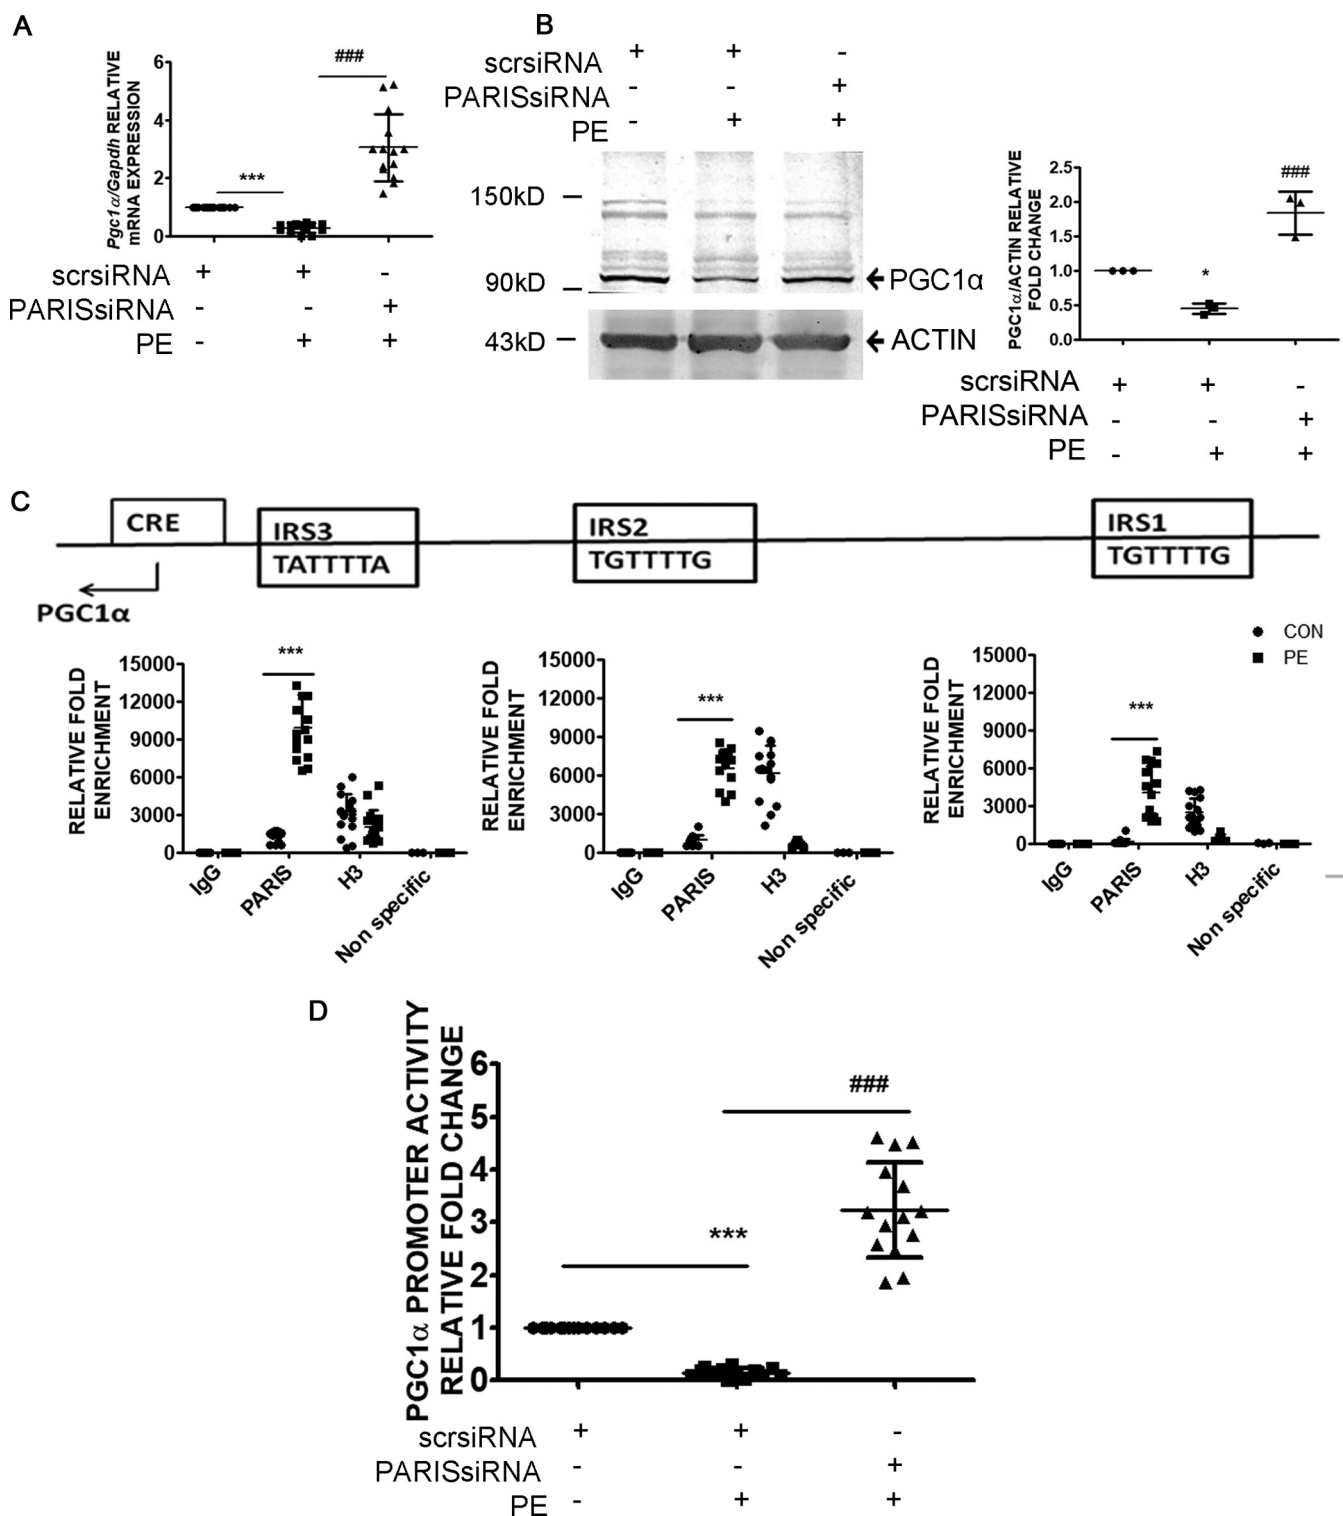 A
Pgc1α/Gapdh RELATIVE
mRNA EXPRESSION
6
4
2
0
***
###
scrsiRNA + + -
PARISsiRNA - - +
PE - + +
B
scrsiRNA + + -
PARISsiRNA - - +
PE - + +
150kD
90kD
43kD
PGC1α
ACTIN
PGC1α/ACTIN RELATIVE
FOLD CHANGE
2.5
2.0
1.5
1.0
0.5
0.0
*
###
scrsiRNA + + -
PARISsiRNA - - +
PE - + +
C
CRE
IRS3
TATTTTA
IRS2
TGTTTTG
IRS1
TGTTTTG
PGC1α
RELATIVE FOLD
ENRICHMENT
15000
12000
9000
6000
3000
0
***
IgG
PARIS
H3
Non specific
RELATIVE FOLD
ENRICHMENT
15000
12000
9000
6000
3000
0
***
IgG
PARIS
H3
Non specific
RELATIVE FOLD
ENRICHMENT
15000
12000
9000
6000
3000
0
***
IgG
PARIS
H3
Non specific
CON
PE
D
PGC1α PROMOTER ACTIVITY
RELATIVE FOLD CHANGE
6
5
4
3
2
1
0
***
###
scrsiRNA + + -
PARISsiRNA - - +
PE - + +